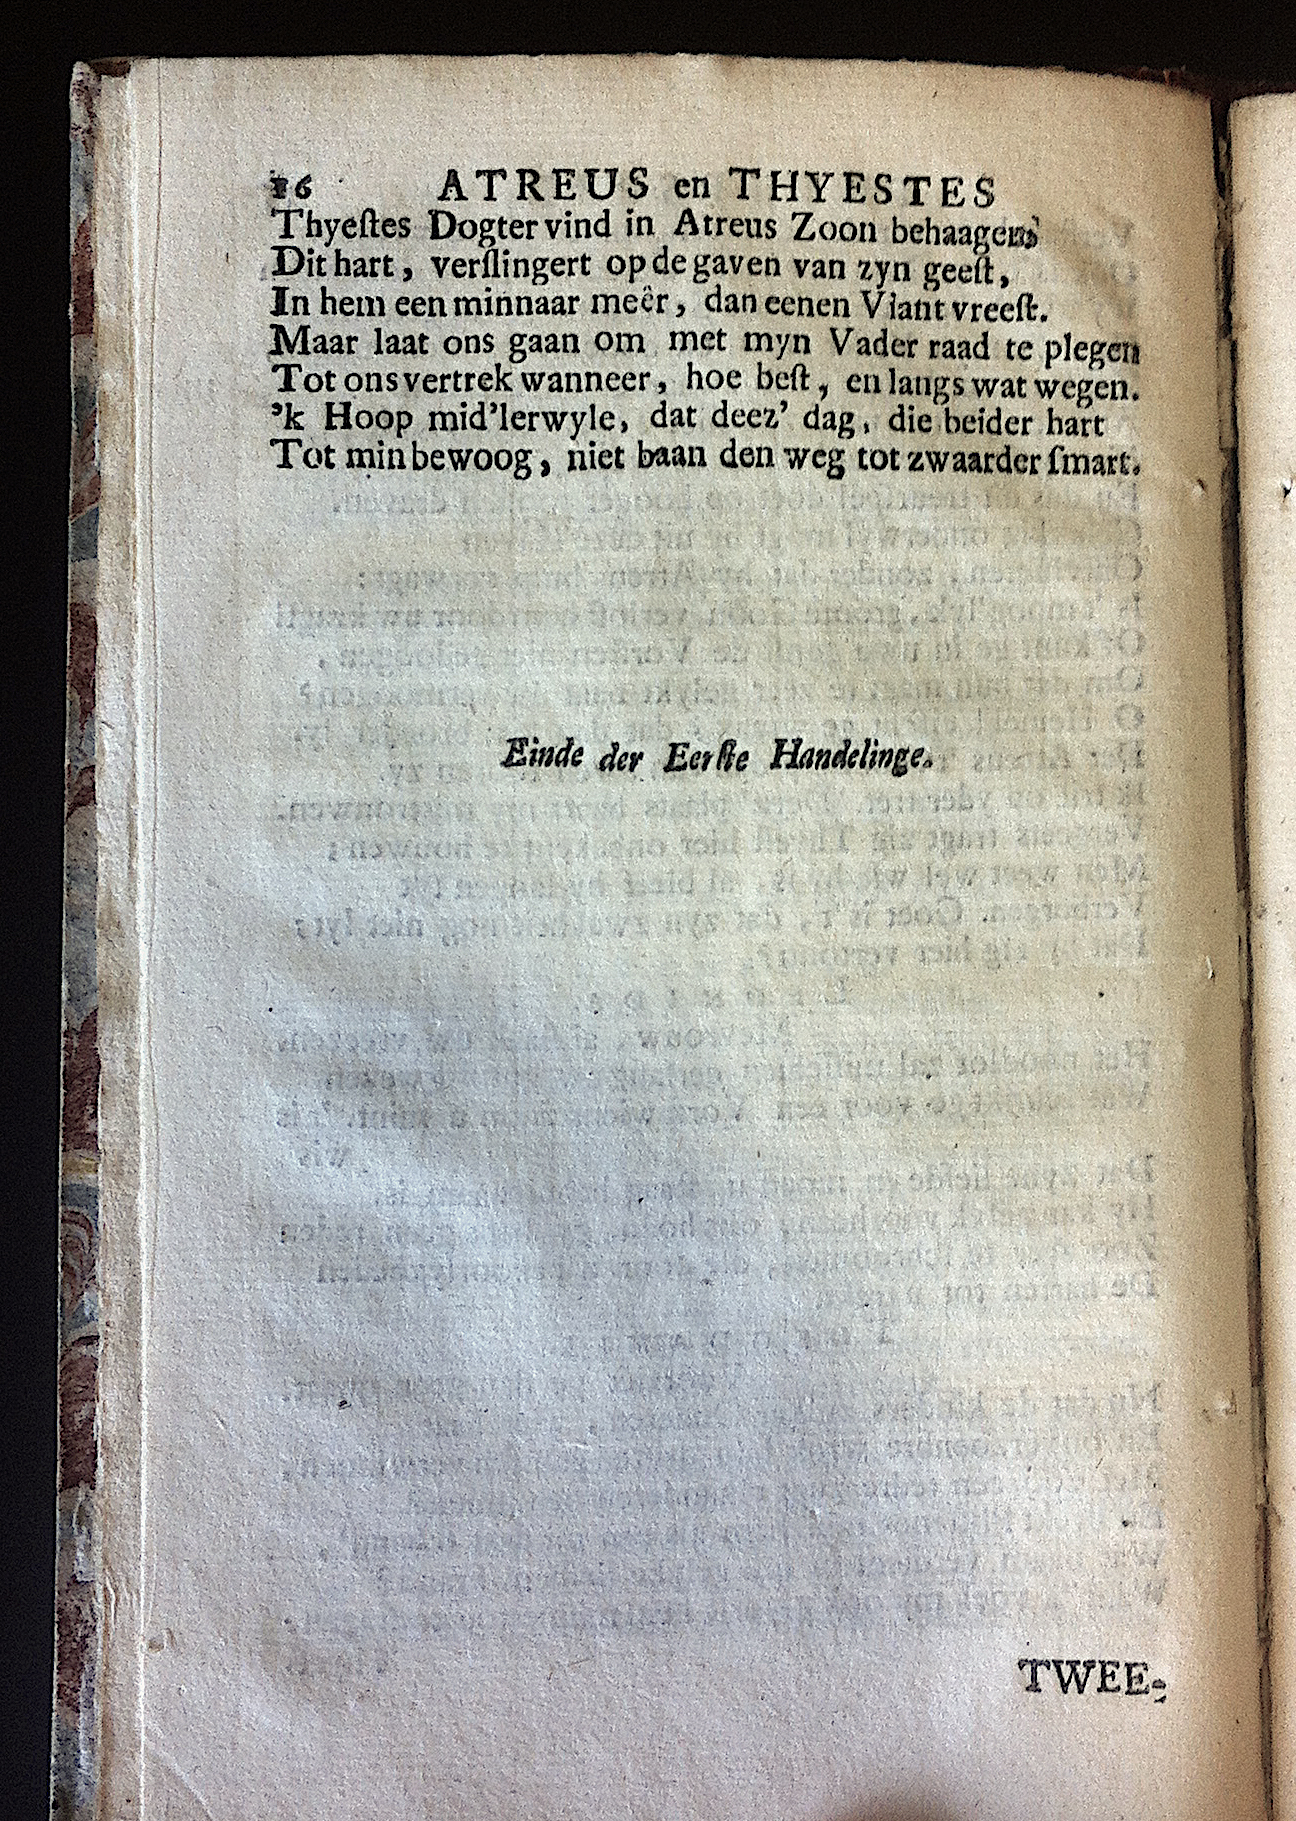 16 ATREUS en THYESTES
Thyeſtes Dogter vind in Atreus Zoon behaagen,
Dit hart, verſlingert op de gaven van zyn geeſt,
In hem een minnaar meêr, dan eenen Viant vreeſt.
Maar laat ons gaan om met myn Vader raad te plegen
Tot ons vertrek wanneer, hoe beſt, en langs wat wegen.
'k Hoop mid'lerwyle, dat deez' dag, die beider hart
Tot min bewoog, niet baan den weg tot zwaarder ſmart.
Einde der Eerſte Handelinge.
TWEE-